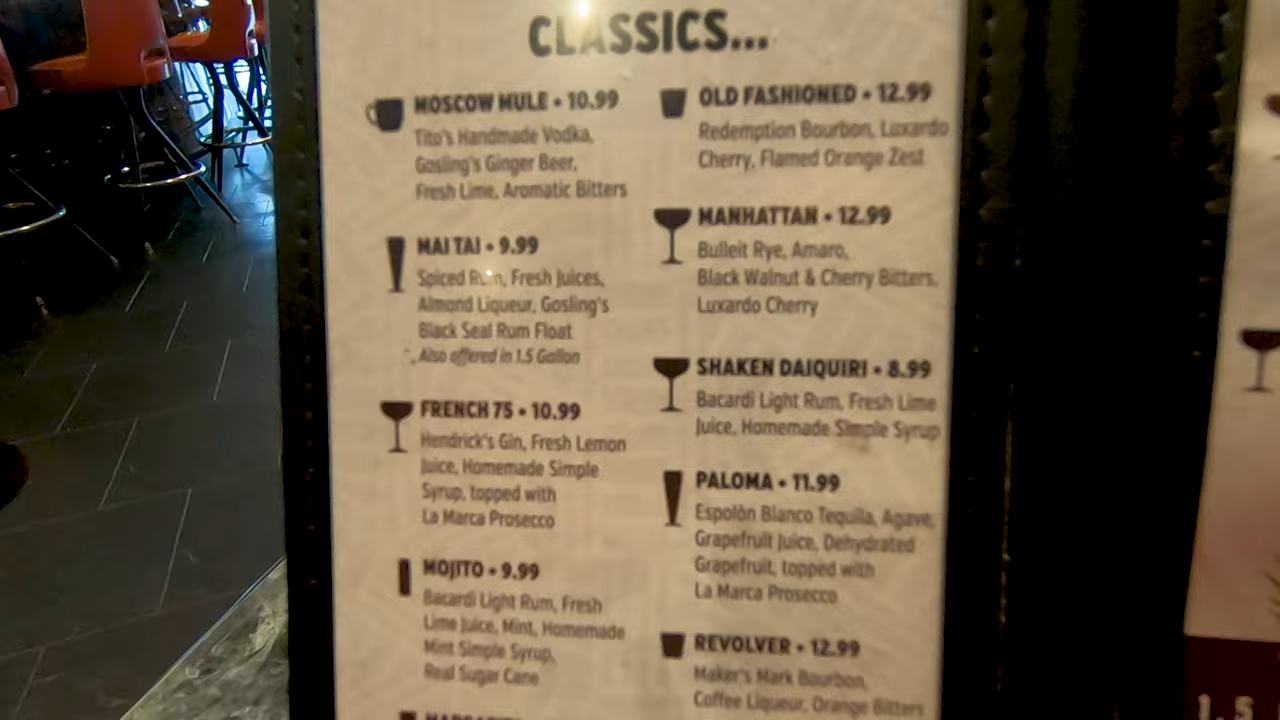 CLASSICS...
MOSCOW MULE • 10.99
Tito's Handmade Vodka,
Gosling's Ginger Beer,
Fresh Lime, Aromatic Bitters
MAI TAI • 9.99
Spiced Rum, Fresh Juices,
Almond Liqueur, Gosling's
Black Seal Rum Float
Also offered in 1.5 Gallon
FRENCH 75 • 10.99
Hendrick's Gin, Fresh Lemon
Juice, Homemade Simple
Syrup, topped with
La Marca Prosecco
MOJITO • 9.99
Bacardi Light Rum, Fresh
Lime Juice, Mint, Homemade
Mint Simple Syrup,
Real Sugar Cane
OLD FASHIONED • 12.99
Redemption Bourbon, Luxardo
Cherry, Flamed Orange Zest
MANHATTAN • 12.99
Bulleit Rye, Amaro,
Black Walnut & Cherry Bitters,
Luxardo Cherry
SHAKEN DAIQUIRI • 8.99
Bacardi Light Rum, Fresh Lime
Juice, Homemade Simple Syrup
PALOMA • 11.99
Espolòn Blanco Tequila, Agave,
Grapefruit Juice, Dehydrated
Grapefruit, topped with
La Marca Prosecco
REVOLVER • 12.99
Maker's Mark Bourbon,
Coffee Liqueur, Orange Bitters
1.5